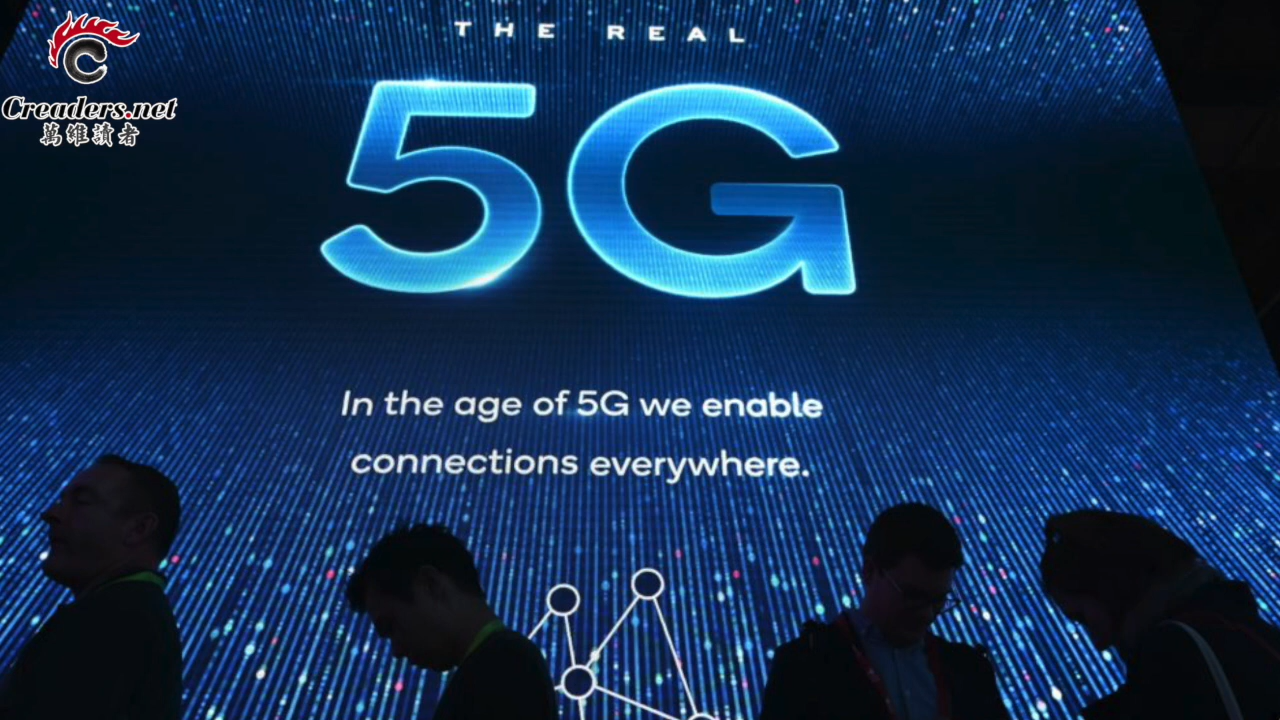 Creaders.net
萬維讀者
THE REAL
5G
In the age of 5G we enable
connections everywhere.